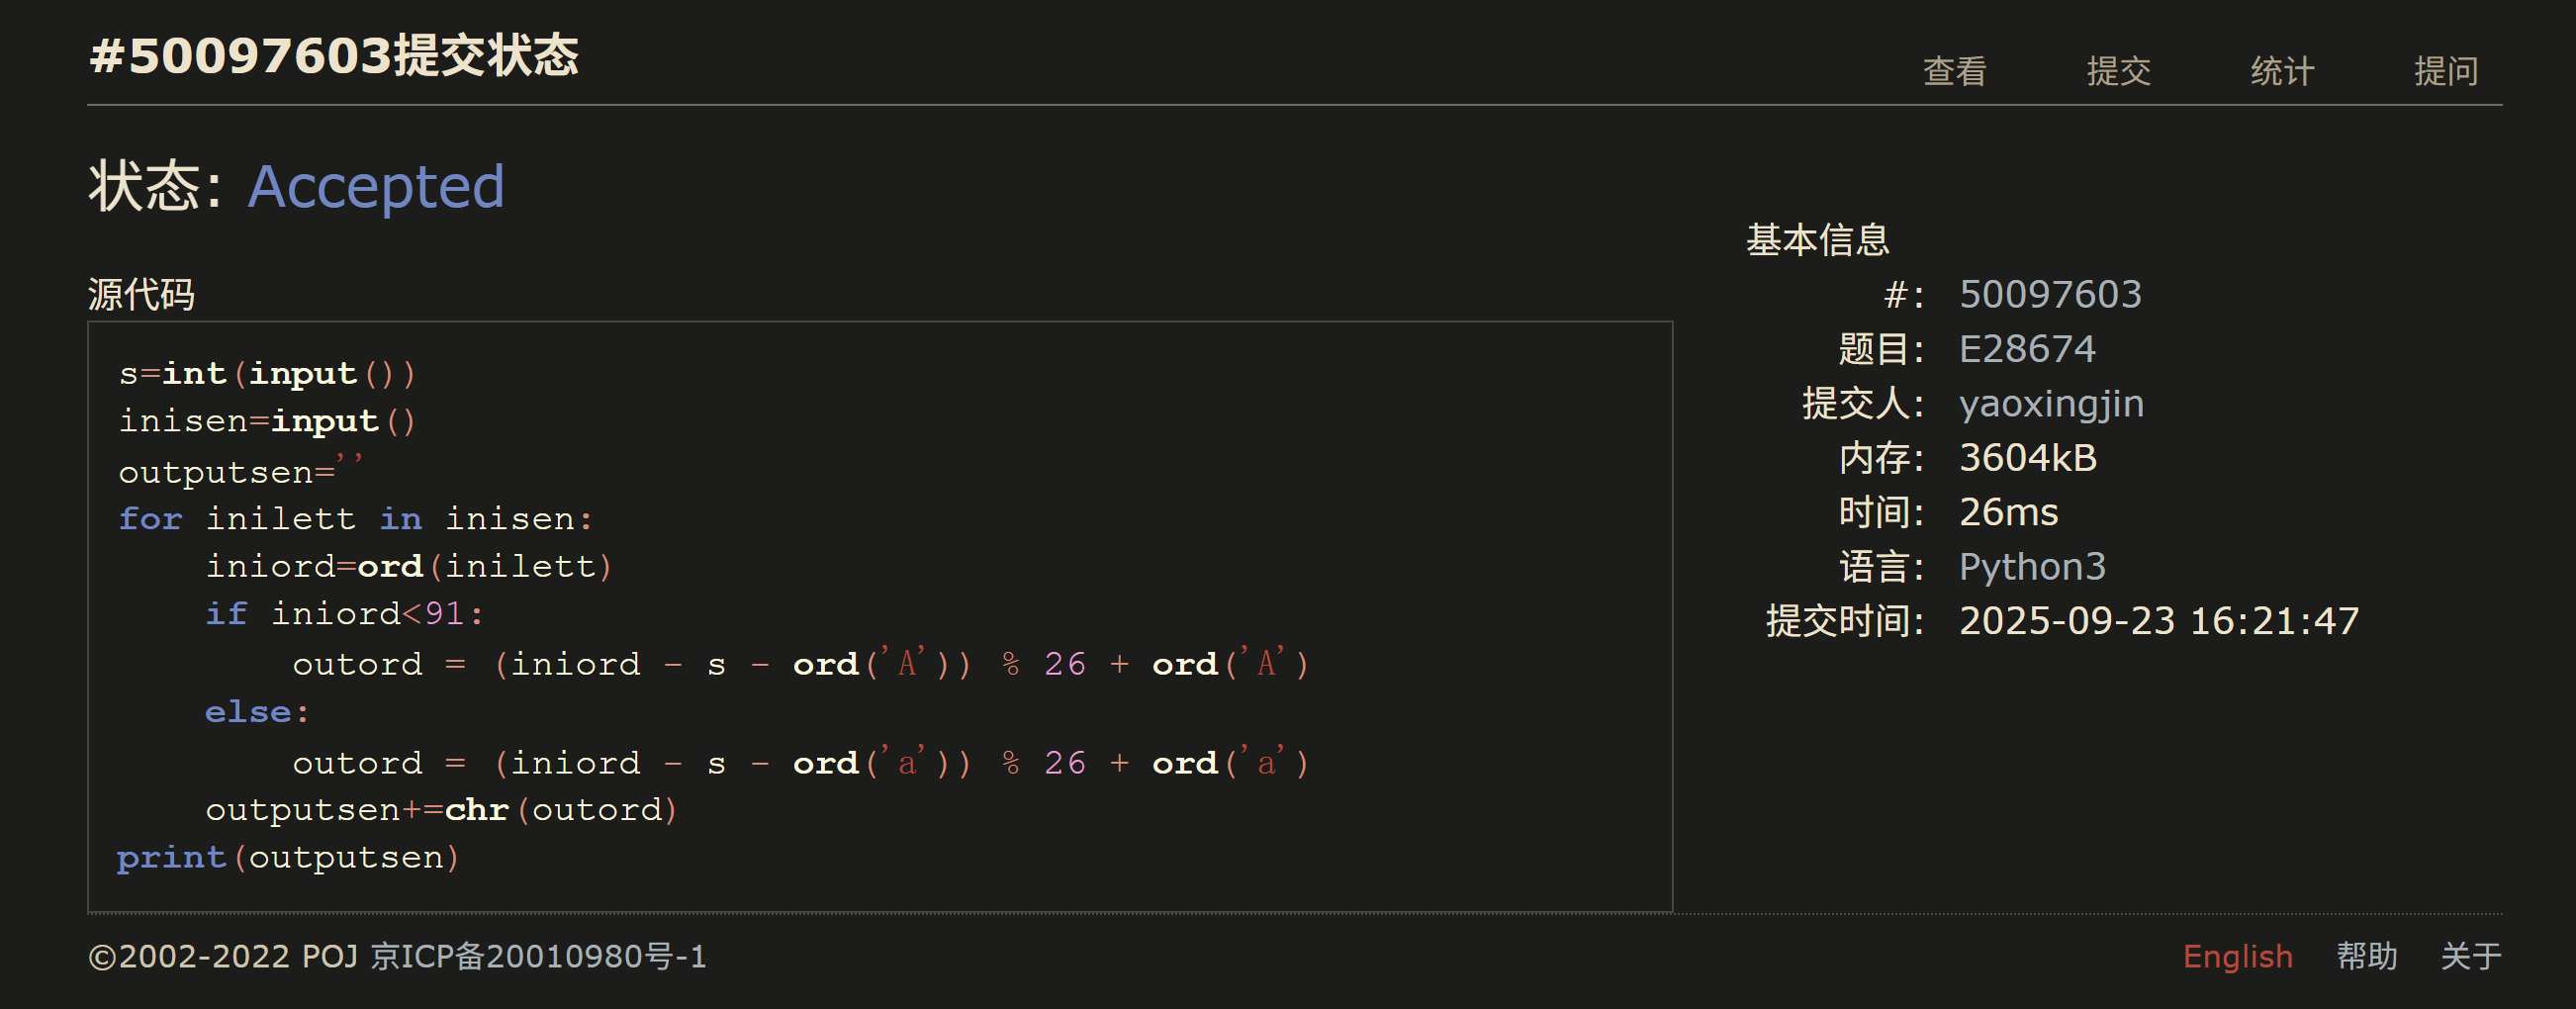 #50097603提交状态
查看 提交 统计 提问
状态: Accepted
源代码
s=int(input())
inisen=input()
outputsen=''
for inilett in inisen:
    iniord=ord(inilett)
    if iniord<91:
        outord = (iniord - s - ord('A')) % 26 + ord('A')
    else:
        outord = (iniord - s - ord('a')) % 26 + ord('a')
    outputsen+=chr(outord)
print(outputsen)
基本信息
#: 50097603
题目: E28674
提交人: yaoxingjin
内存: 3604kB
时间: 26ms
语言: Python3
提交时间: 2025-09-23 16:21:47
©2002-2022 POJ 京ICP备20010980号-1
English 帮助 关于